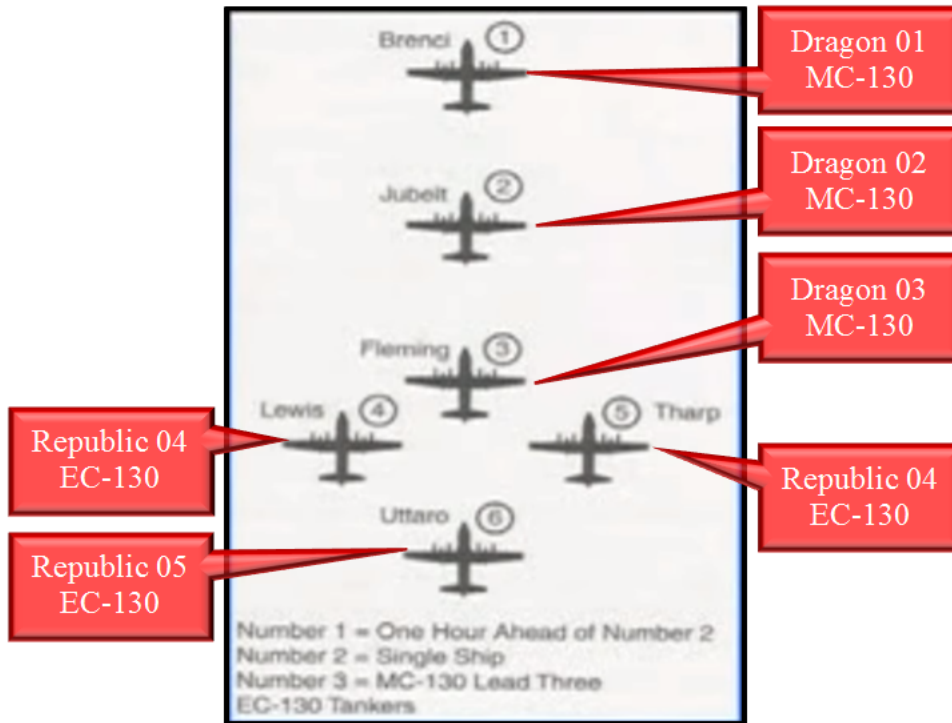 Brenci 1
Dragon 01
MC-130
Jubelt 2
Dragon 02
MC-130
Dragon 03
MC-130
Fleming 3
Lewis 4
5 Tharp
Republic 04
EC-130
Republic 04
EC-130
Uttaro 6
Republic 05
EC-130
Number 1 = One Hour Ahead of Number 2
Number 2 = Single Ship
Number 3 = MC-130 Lead Three
EC-130 Tankers